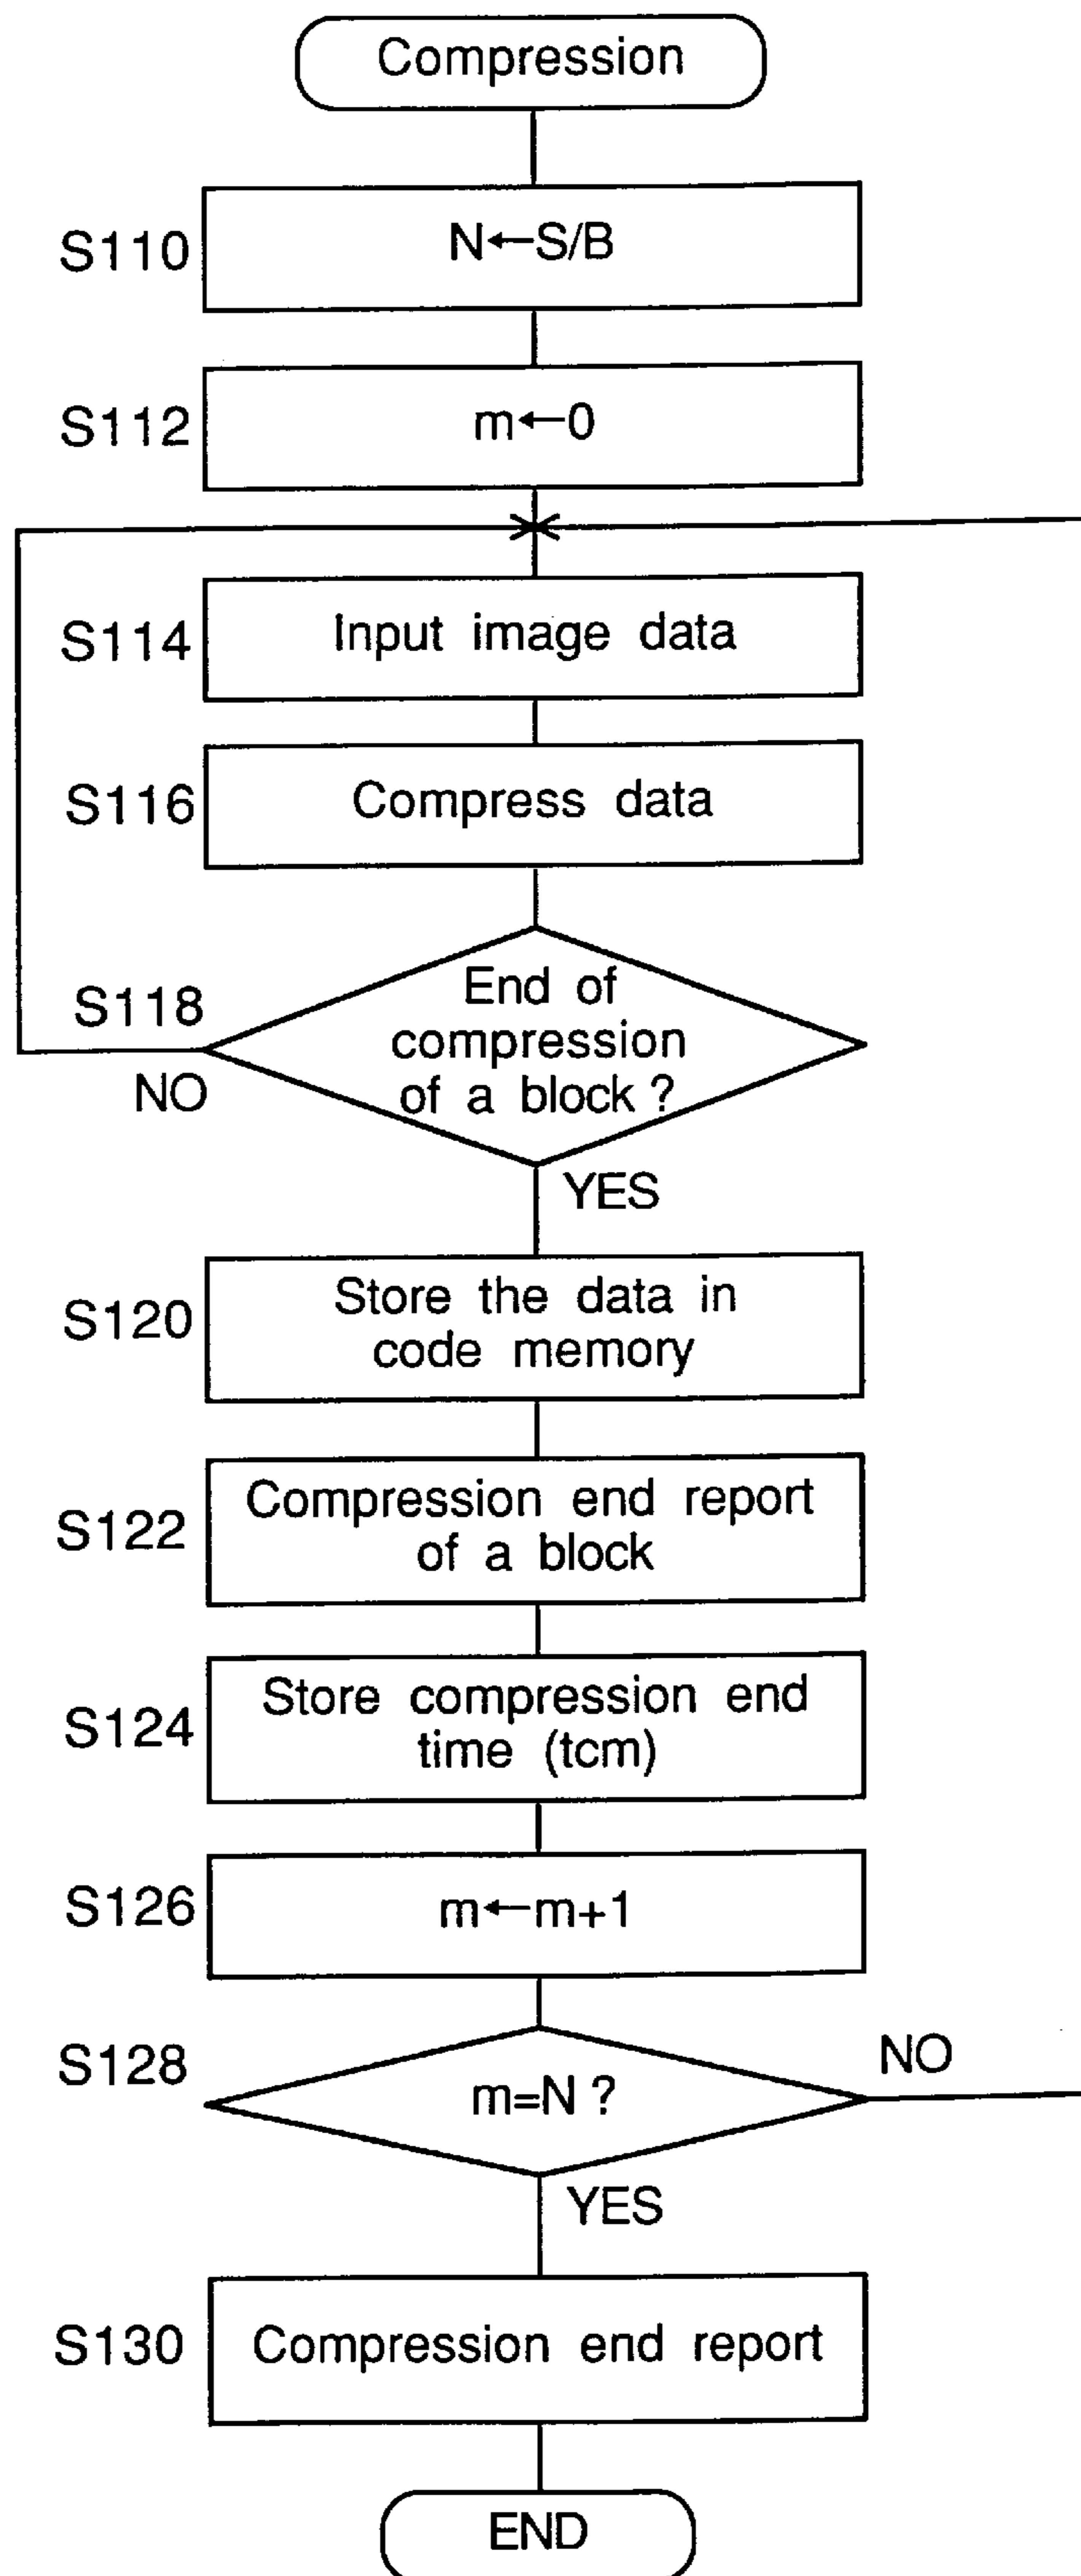 Compression
S110
N←S/B
S112
m←0
S114
Input image data
S116
Compress data
S118
End of
compression
of a block ?
NO
YES
S120
Store the data in
code memory
S122
Compression end report
of a block
S124
Store compression end
time (tcm)
S126
m←m+1
S128
m=N ?
NO
YES
S130
Compression end report
END